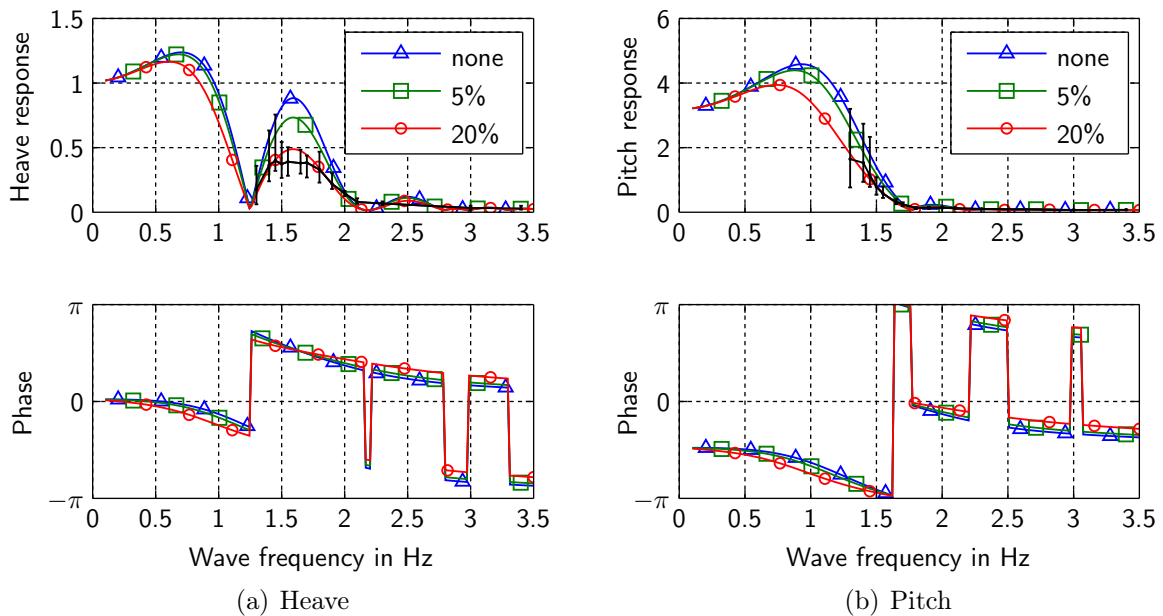 Heave response
1.5
1
0.5
0
none
5%
20%
0 0.5 1 1.5 2 2.5 3 3.5
Phase
π
0
−π
0 0.5 1 1.5 2 2.5 3 3.5
Wave frequency in Hz
(a) Heave
Pitch response
6
4
2
0
none
5%
20%
0 0.5 1 1.5 2 2.5 3 3.5
Phase
π
0
−π
0 0.5 1 1.5 2 2.5 3 3.5
Wave frequency in Hz
(b) Pitch